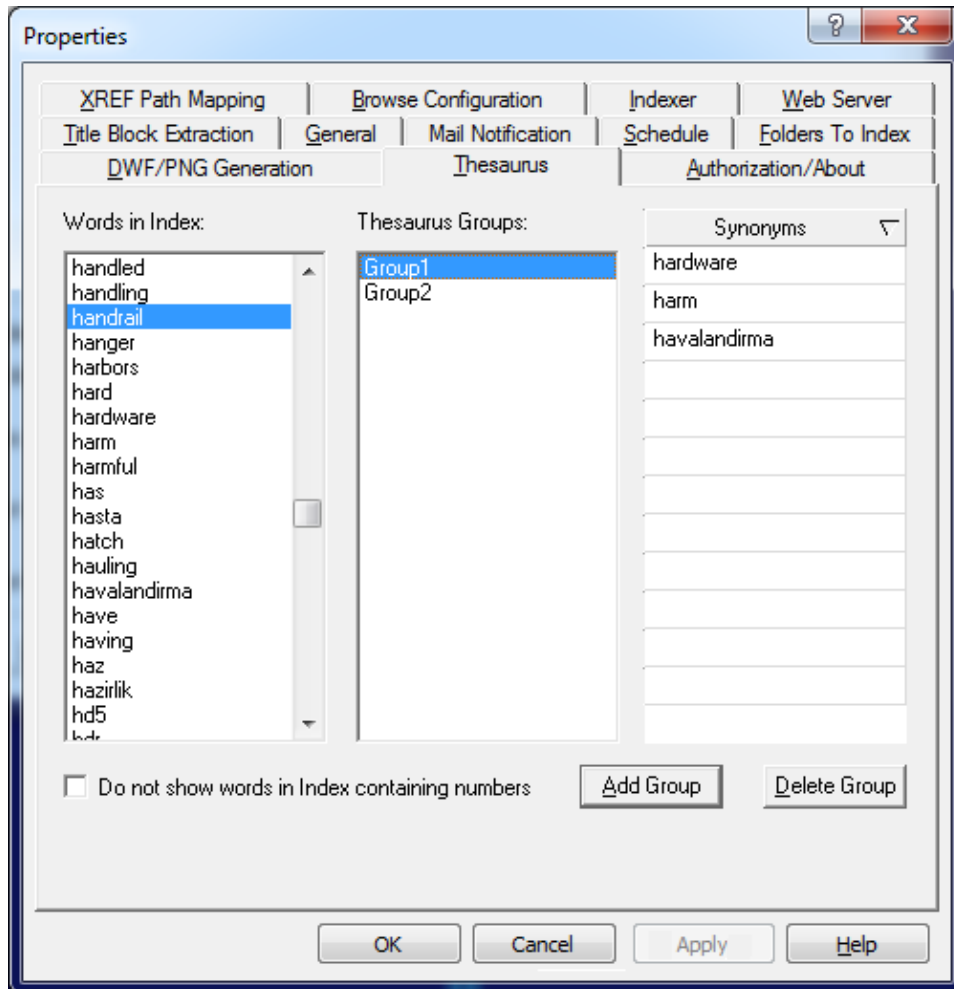 Properties
XREF Path Mapping Browse Configuration Indexer Web Server
Title Block Extraction General Mail Notification Schedule Folders To Index
DWF/PNG Generation Thesaurus Authorization/About
Words in Index:
handled
handling
handrail
hanger
harbors
hard
hardware
harm
harmful
has
hasta
hatch
hauling
havalandirma
have
having
haz
hazirlik
hd5
Thesaurus Groups:
Group1
Group2
Synonyms
hardware
harm
havalandirma
Do not show words in Index containing numbers
Add Group Delete Group
OK Cancel Apply Help